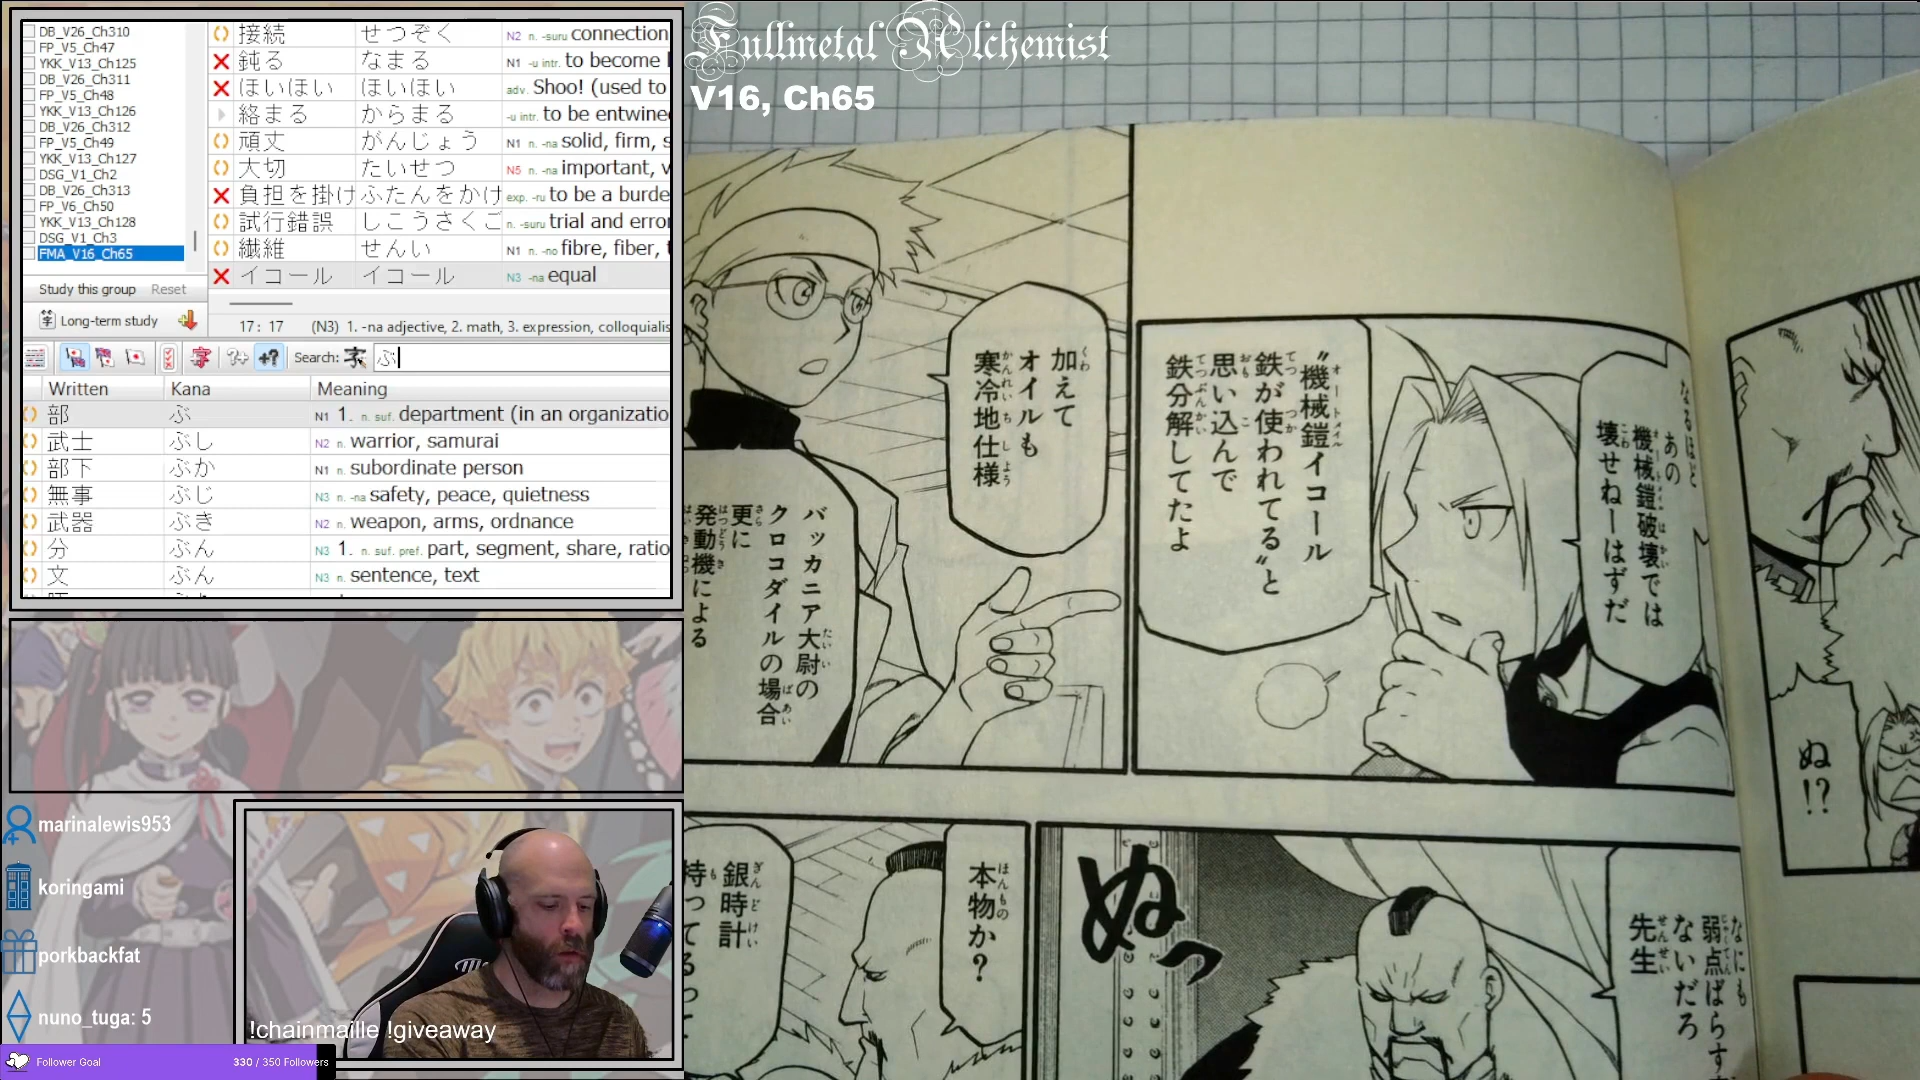 DB_V26_Ch310
FP_V5_Ch47
YKK_V13_Ch125
DB_V26_Ch311
FP_V5_Ch48
YKK_V13_Ch126
DB_V26_Ch312
FP_V5_Ch49
YKK_V13_Ch127
DSG_V1_Ch2
DB_V26_Ch313
FP_V6_Ch50
YKK_V13_Ch128
DSG_V1_Ch3
FMA_V16_Ch65
Study this group Reset
Long-term study
接続 せつぞく N2 n. -suru connection
鈍る なまる N1 -u intr. to become
ほいほい ほいほい adv. Shoo! (used to
絡まる からまる -u intr. to be entwine
頑丈 がんじょう N1 n. -na solid, firm, s
大切 たいせつ N5 n. -na important, v
負担を掛け ふたんをかけ exp. -ru to be a burde
試行錯誤 しこうさくご n. -suru trial and erro
繊維 せんい N1 n. -no fibre, fiber,
イコール イコール N3 -na equal
17: 17 (N3) 1. -na adjective, 2. math, 3. expression, colloquialis
Search: 字 ぶ
Written Kana Meaning
部 ぶ N1 1. n. suf. department (in an organizatio
武士 ぶし N2 n. warrior, samurai
部下 ぶか N1 n. subordinate person
無事 ぶじ N3 n. -na safety, peace, quietness
武器 ぶき N2 n. weapon, arms, ordnance
分 ぶん N3 1. n. suf. pref. part, segment, share, ratio
文 ぶん N3 n. sentence, text
Fullmetal Alchemist
V16, Ch65
なるほど
あの
機械鎧破壊では
壊せねーはずだ
〝機械鎧イコール
鉄が使われてる〟と
思い込んで
鉄分解してたよ
加えて
オイルも
寒冷地仕様
バッカニア大尉の
クロコダイルの場合
更に
発動機による
ぬ!?
なにも
弱点ばらす
ないだろ
先生
ぬっ
本物か?
銀時計
持ってるっ
marinalewis953
koringami
porkbackfat
nuno_tuga: 5
!chainmaille !giveaway
Follower Goal 330 / 350 Followers